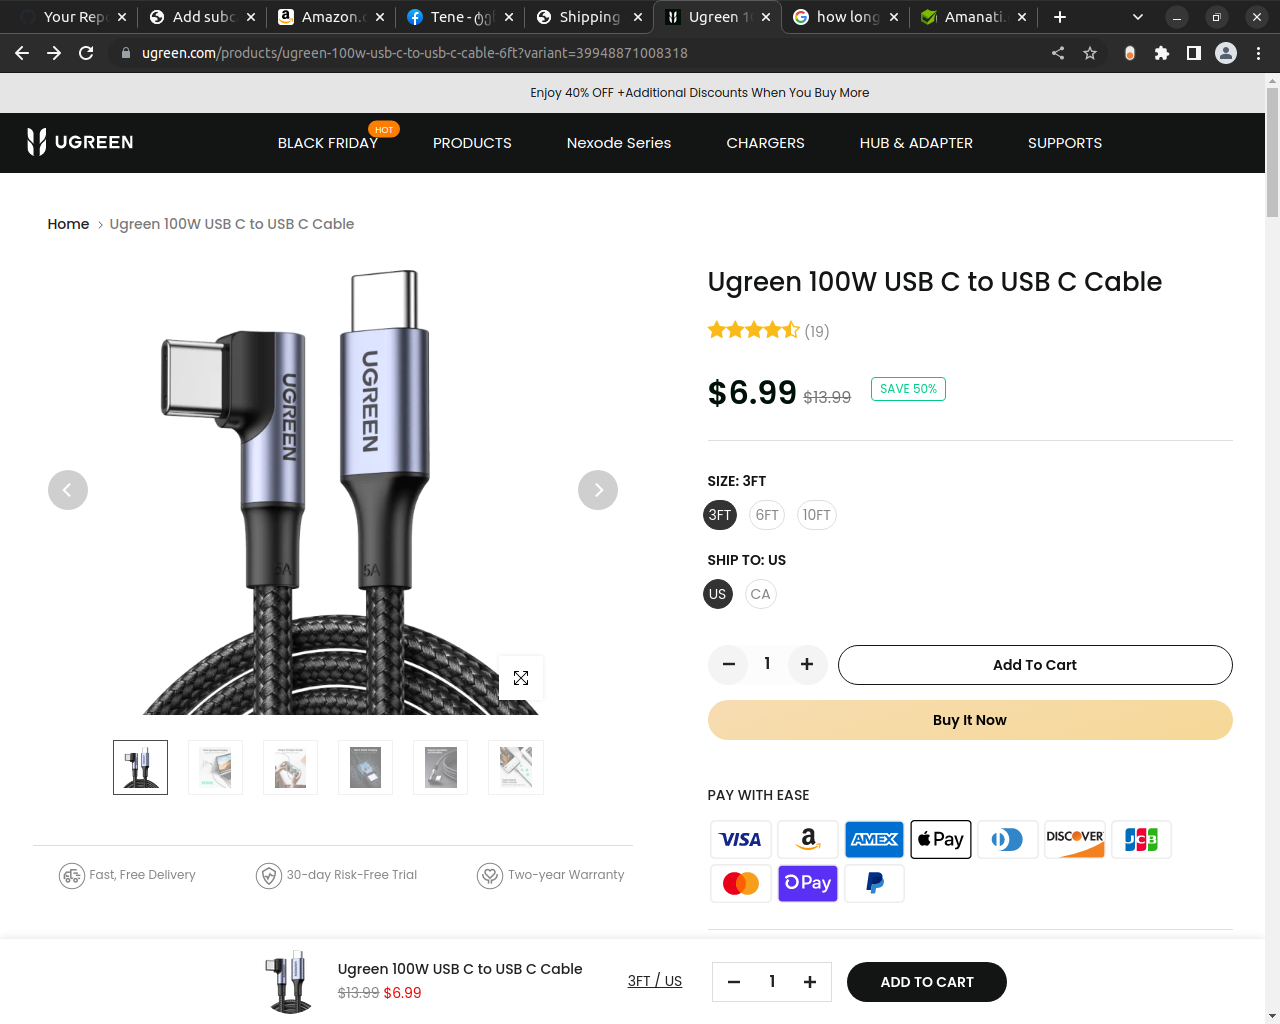 Your Rep
Add subc
Amazon.c
Tene - ტექ
Shipping
Ugreen 1
how long
Amanati.
ugreen.com/products/ugreen-100w-usb-c-to-usb-c-cable-6ft?variant=39948871008318
Enjoy 40% OFF +Additional Discounts When You Buy More
UGREEN
BLACK FRIDAY
HOT
PRODUCTS
Nexode Series
CHARGERS
HUB & ADAPTER
SUPPORTS
Home > Ugreen 100W USB C to USB C Cable
UGREEN
UGREEN
5A
5A
Ugreen 100W USB C to USB C Cable
(19)
$6.99 $13.99 SAVE 50%
SIZE: 3FT
3FT 6FT 10FT
SHIP TO: US
US CA
1
Add To Cart
Buy It Now
PAY WITH EASE
VISA
a
AMEX
Pay
DISCOVER
JCB
Pay
P
Fast, Free Delivery
30-day Risk-Free Trial
Two-year Warranty
Ugreen 100W USB C to USB C Cable
$13.99 $6.99
3FT / US
1
ADD TO CART